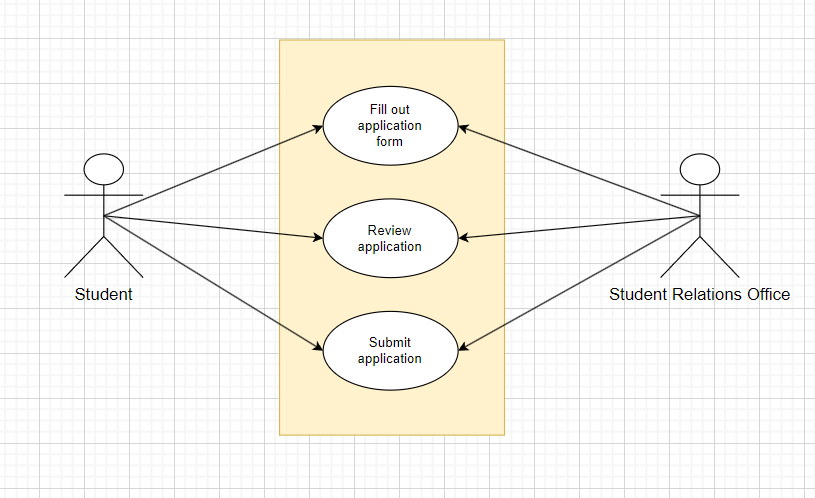 Fill out
application
form
Review
application
Submit
application
Student
Student Relations Office